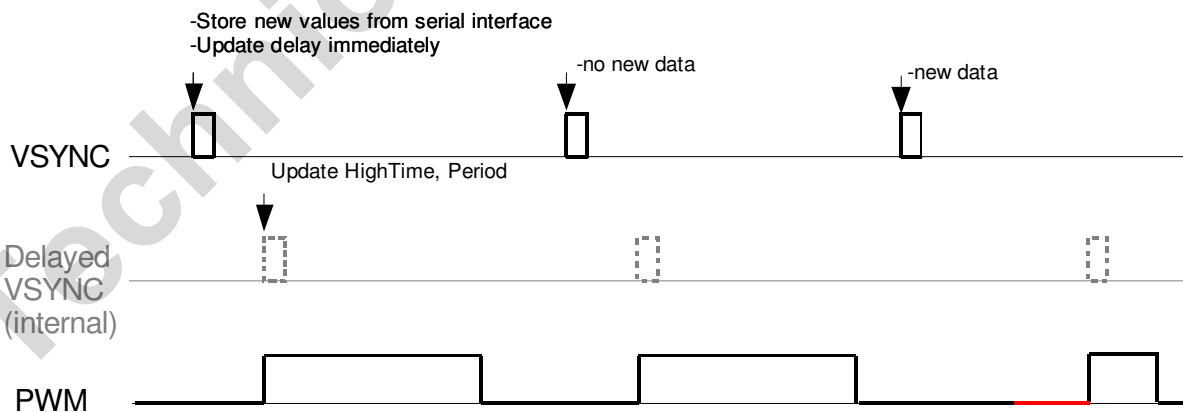 -Store new values from serial interface
-Update delay immediately
-no new data
-new data
VSYNC
Update HighTime, Period
Delayed
VSYNC
(internal)
PWM
Technic